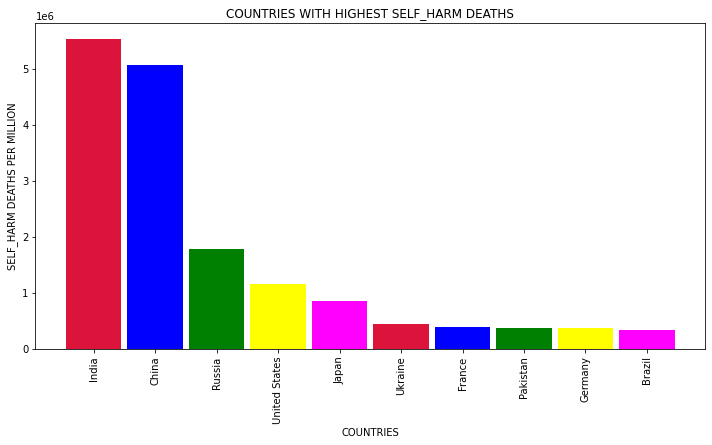 COUNTRIES WITH HIGHEST SELF_HARM DEATHS
1e6
5
4
3
2
1
0
SELF_HARM DEATHS PER MILLION
India
China
Russia
United States
Japan
Ukraine
France
Pakistan
Germany
Brazil
COUNTRIES